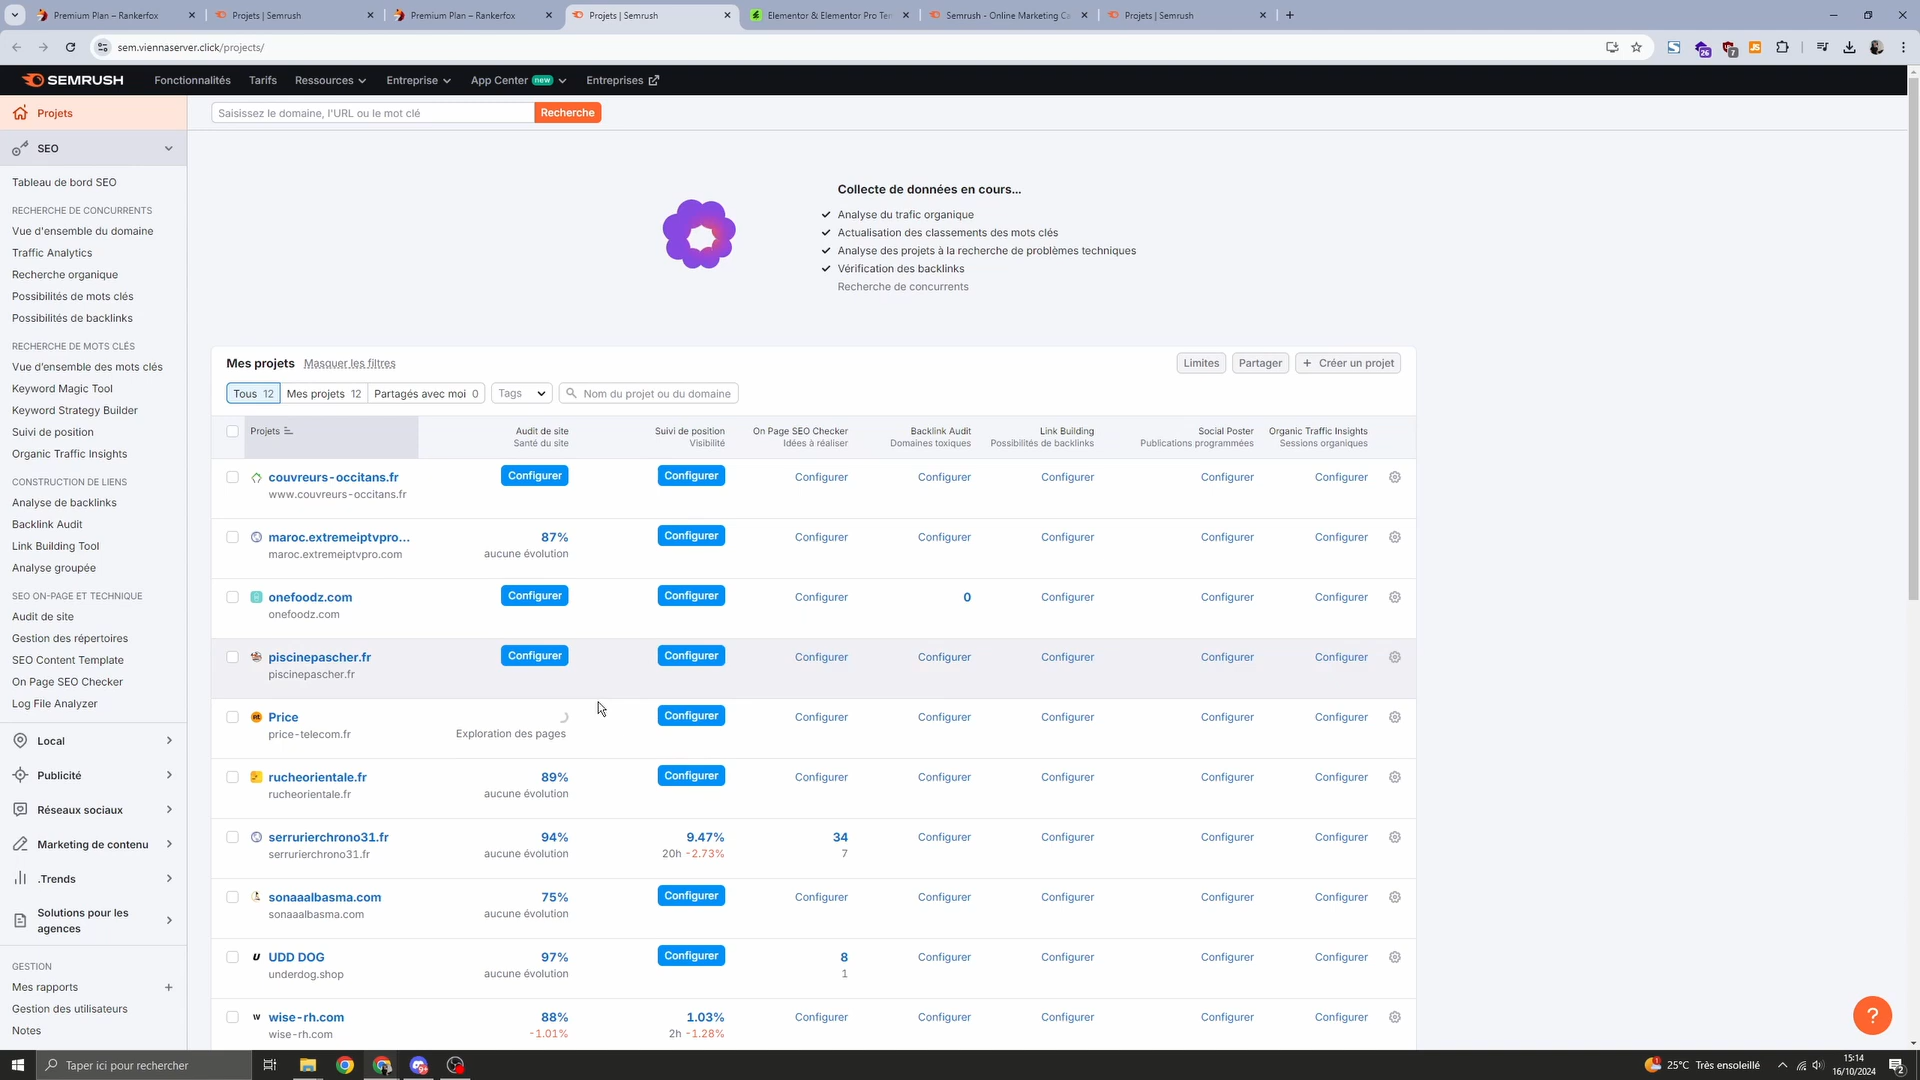 Premium Plan – Rankerfox
Projets | Semrush
Premium Plan – Rankerfox
Projets | Semrush
Elementor & Elementor Pro Ten
Semrush - Online Marketing Ca
Projets | Semrush
sem.viennaserver.click/projects/
26
7
SEMRUSH
Fonctionnalités
Tarifs
Ressources
Entreprise
App Center new
Entreprises
Projets
Saisissez le domaine, l'URL ou le mot clé
Recherche
SEO
Tableau de bord SEO
RECHERCHE DE CONCURRENTS
Vue d'ensemble du domaine
Traffic Analytics
Recherche organique
Possibilités de mots clés
Possibilités de backlinks
RECHERCHE DE MOTS CLÉS
Vue d'ensemble des mots clés
Keyword Magic Tool
Keyword Strategy Builder
Suivi de position
Organic Traffic Insights
CONSTRUCTION DE LIENS
Analyse de backlinks
Backlink Audit
Link Building Tool
Analyse groupée
SEO ON-PAGE ET TECHNIQUE
Audit de site
Gestion des répertoires
SEO Content Template
On Page SEO Checker
Log File Analyzer
Local
Publicité
Réseaux sociaux
Marketing de contenu
.Trends
Solutions pour les
agences
GESTION
Mes rapports +
Gestion des utilisateurs
Notes
Collecte de données en cours...
Analyse du trafic organique
Actualisation des classements des mots clés
Analyse des projets à la recherche de problèmes techniques
Vérification des backlinks
Recherche de concurrents
Mes projets Masquer les filtres
Limites Partager + Créer un projet
Tous 12 Mes projets 12 Partagés avec moi 0 Tags Nom du projet ou du domaine
Projets Audit de site Suivi de position On Page SEO Checker Backlink Audit Link Building Social Poster Organic Traffic Insights
Santé du site Visibilité Idées à réaliser Domaines toxiques Possibilités de backlinks Publications programmées Sessions organiques
couvreurs-occitans.fr Configurer Configurer Configurer Configurer Configurer Configurer Configurer
www.couvreurs-occitans.fr
maroc.extremeiptvpro... 87% Configurer Configurer Configurer Configurer Configurer Configurer
maroc.extremeiptvpro.com aucune évolution
onefoodz.com Configurer Configurer Configurer 0 Configurer Configurer Configurer
onefoodz.com
piscinepascher.fr Configurer Configurer Configurer Configurer Configurer Configurer Configurer
piscinepascher.fr
Price Configurer Configurer Configurer Configurer Configurer Configurer
price-telecom.fr Exploration des pages
rucheorientale.fr 89% Configurer Configurer Configurer Configurer Configurer Configurer
rucheorientale.fr aucune évolution
serrurierchrono31.fr 94% 9.47% 34 Configurer Configurer Configurer Configurer
serrurierchrono31.fr aucune évolution 20h -2.73% 7
sonaaalbasma.com 75% Configurer Configurer Configurer Configurer Configurer Configurer
sonaaalbasma.com aucune évolution
UDD DOG 97% Configurer 8 Configurer Configurer Configurer Configurer
underdog.shop aucune évolution 1
wise-rh.com 88% 1.03% Configurer Configurer Configurer Configurer Configurer
wise-rh.com -1.01% 2h -1.28%
?
Taper ici pour rechercher
25°C Très ensoleillé
15:14
16/10/2024
2